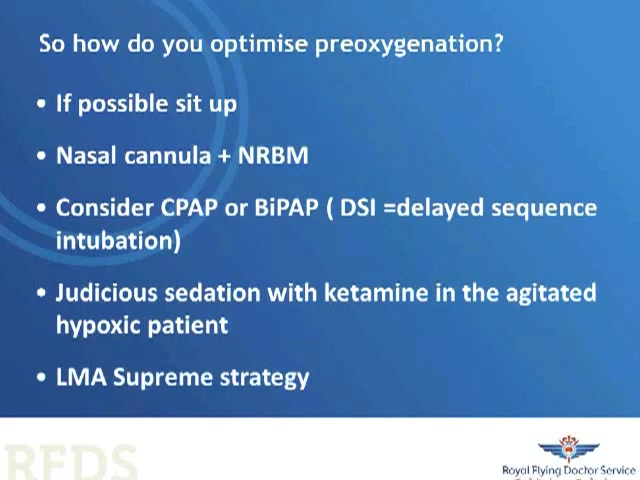 So how do you optimise preoxygenation?
• If possible sit up
• Nasal cannula + NRBM
• Consider CPAP or BiPAP ( DSI =delayed sequence
intubation)
• Judicious sedation with ketamine in the agitated
hypoxic patient
• LMA Supreme strategy
RFDS
Royal Flying Doctor Service